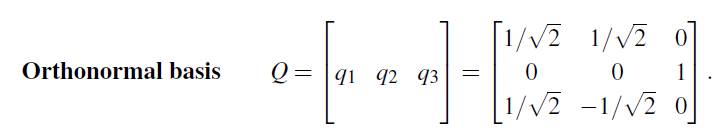 Orthonormal basis Q = [ q1 q2 q3 ] = [ 1/√2 1/√2 0
0 0 1
1/√2 −1/√2 0 ] .